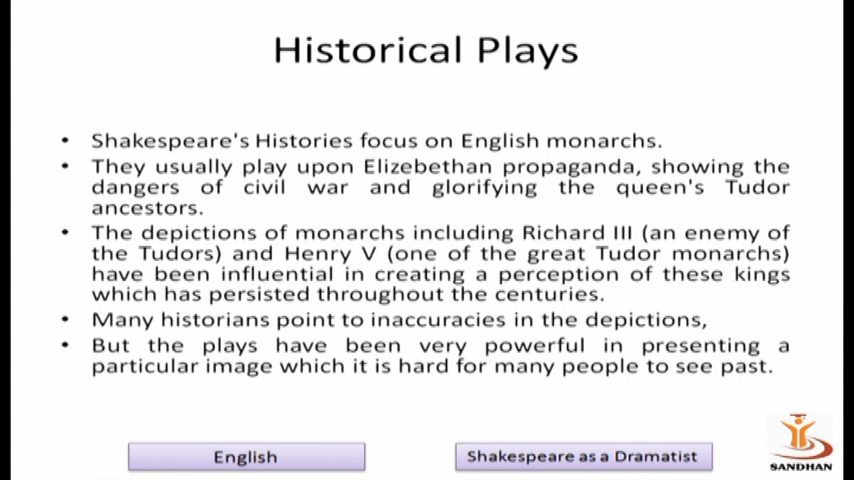 Historical Plays
• Shakespeare's Histories focus on English monarchs.
• They usually play upon Elizebethan propaganda, showing the
dangers of civil war and glorifying the queen's Tudor
ancestors.
• The depictions of monarchs including Richard III (an enemy of
the Tudors) and Henry V (one of the great Tudor monarchs)
have been influential in creating a perception of these kings
which has persisted throughout the centuries.
• Many historians point to inaccuracies in the depictions,
• But the plays have been very powerful in presenting a
particular image which it is hard for many people to see past.
English
Shakespeare as a Dramatist
SANDHAN